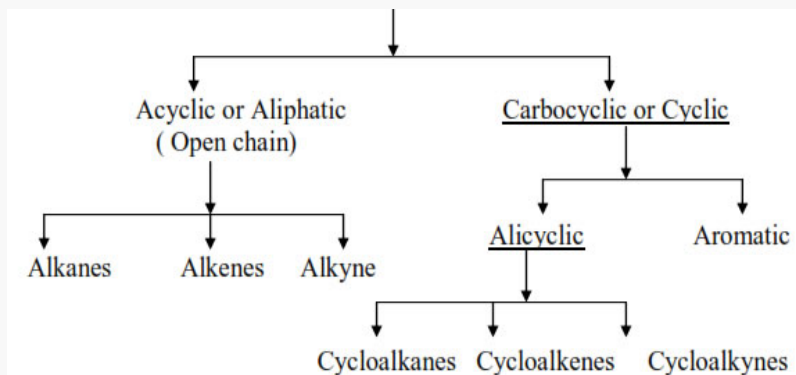 Acyclic or Aliphatic
( Open chain)
Carbocyclic or Cyclic
Alkanes Alkenes Alkyne
Alicyclic Aromatic
Cycloalkanes Cycloalkenes Cycloalkynes